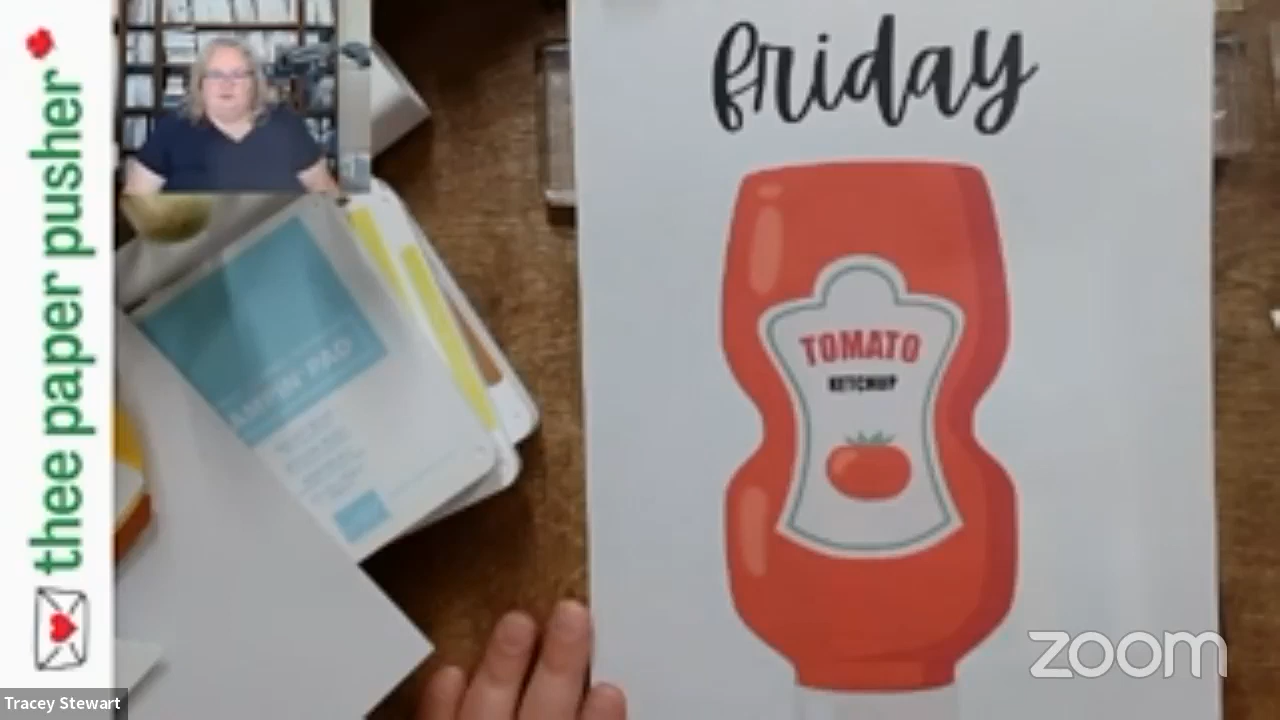 thee paper pusher
friday
TOMATO
KETCHUP
zoom
Tracey Stewart